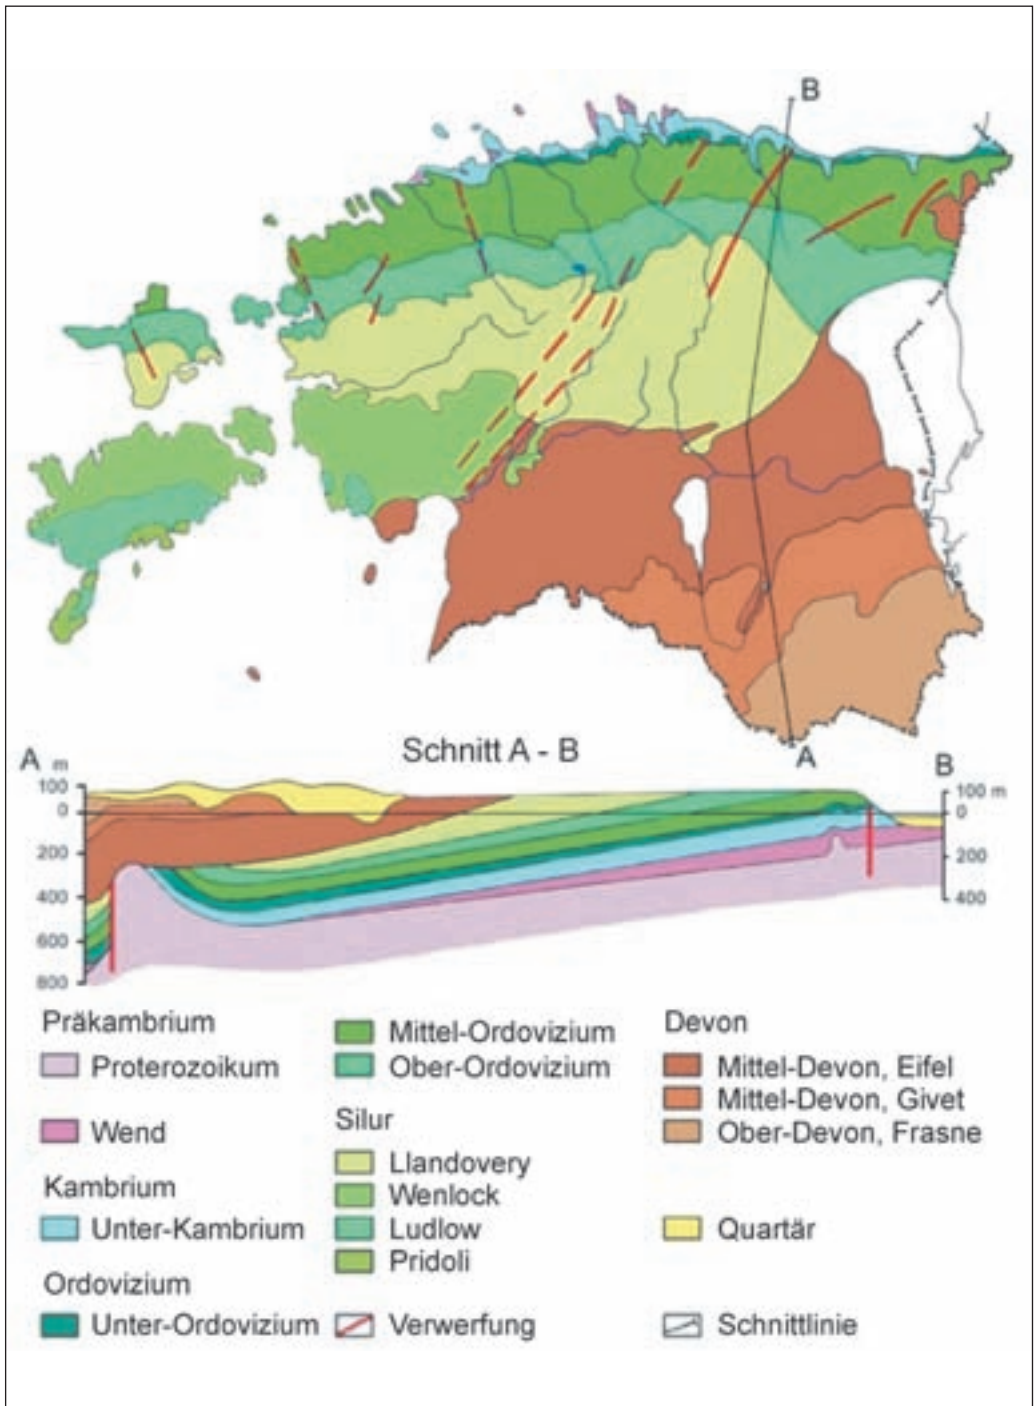 B
Schnitt A - B
A
A m
B
100
0
200
400
600
800
100 m
0
200
400
Präkambrium
Proterozoikum
Wend
Kambrium
Unter-Kambrium
Ordovizium
Unter-Ordovizium
Mittel-Ordovizium
Ober-Ordovizium
Silur
Llandovery
Wenlock
Ludlow
Pridoli
Verwerfung
Devon
Mittel-Devon, Eifel
Mittel-Devon, Givet
Ober-Devon, Frasne
Quartär
Schnittlinie